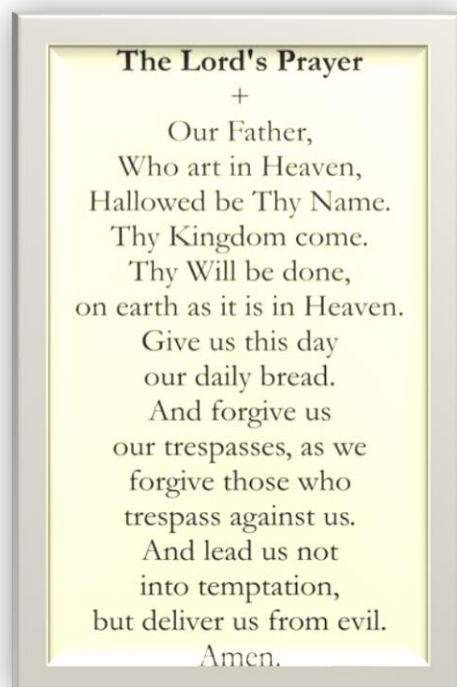 The Lord's Prayer
+
Our Father,
Who art in Heaven,
Hallowed be Thy Name.
Thy Kingdom come.
Thy Will be done,
on earth as it is in Heaven.
Give us this day
our daily bread.
And forgive us
our trespasses, as we
forgive those who
trespass against us.
And lead us not
into temptation,
but deliver us from evil.
Amen.